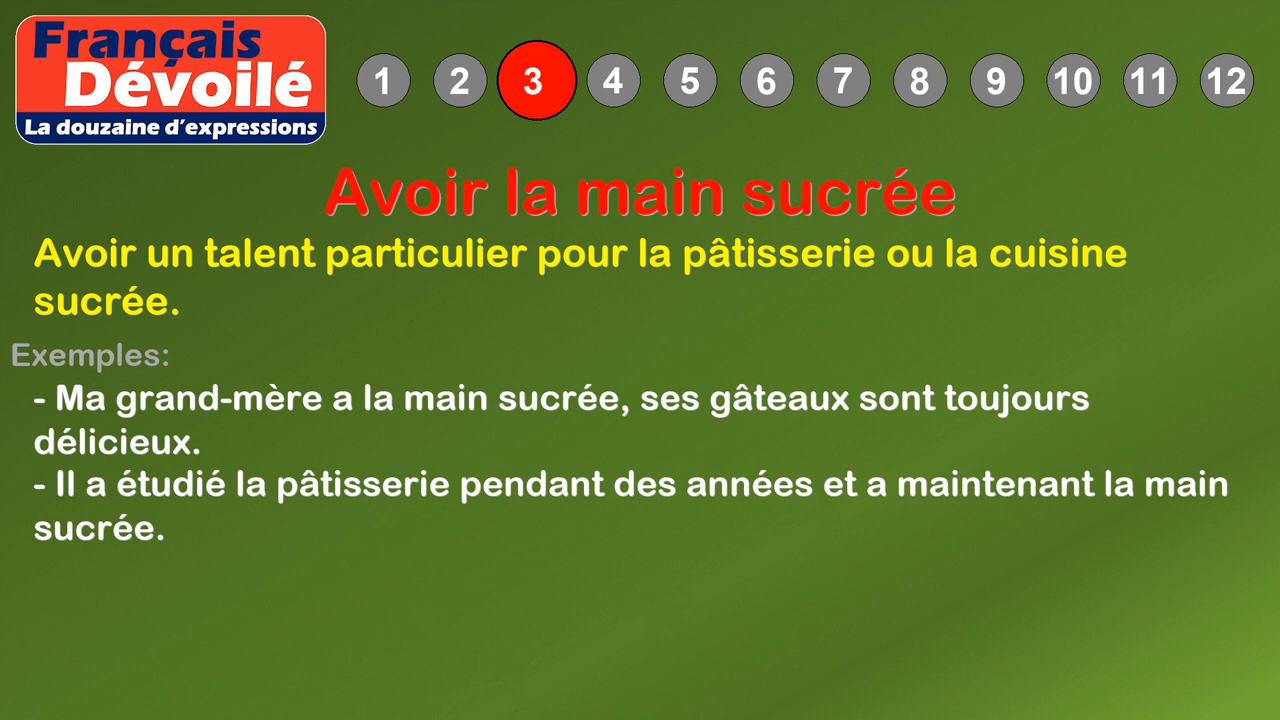 Français
Dévoilé
La douzaine d'expressions
1 2 3 4 5 6 7 8 9 10 11 12
Avoir la main sucrée
Avoir un talent particulier pour la pâtisserie ou la cuisine
sucrée.
Exemples:
- Ma grand-mère a la main sucrée, ses gâteaux sont toujours
délicieux.
- Il a étudié la pâtisserie pendant des années et a maintenant la main
sucrée.